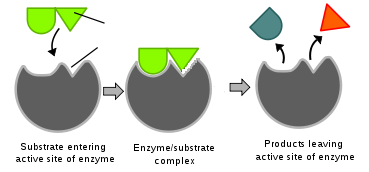 Substrate entering
active site of enzyme
Enzyme/substrate
complex
Products leaving
active site of enzyme